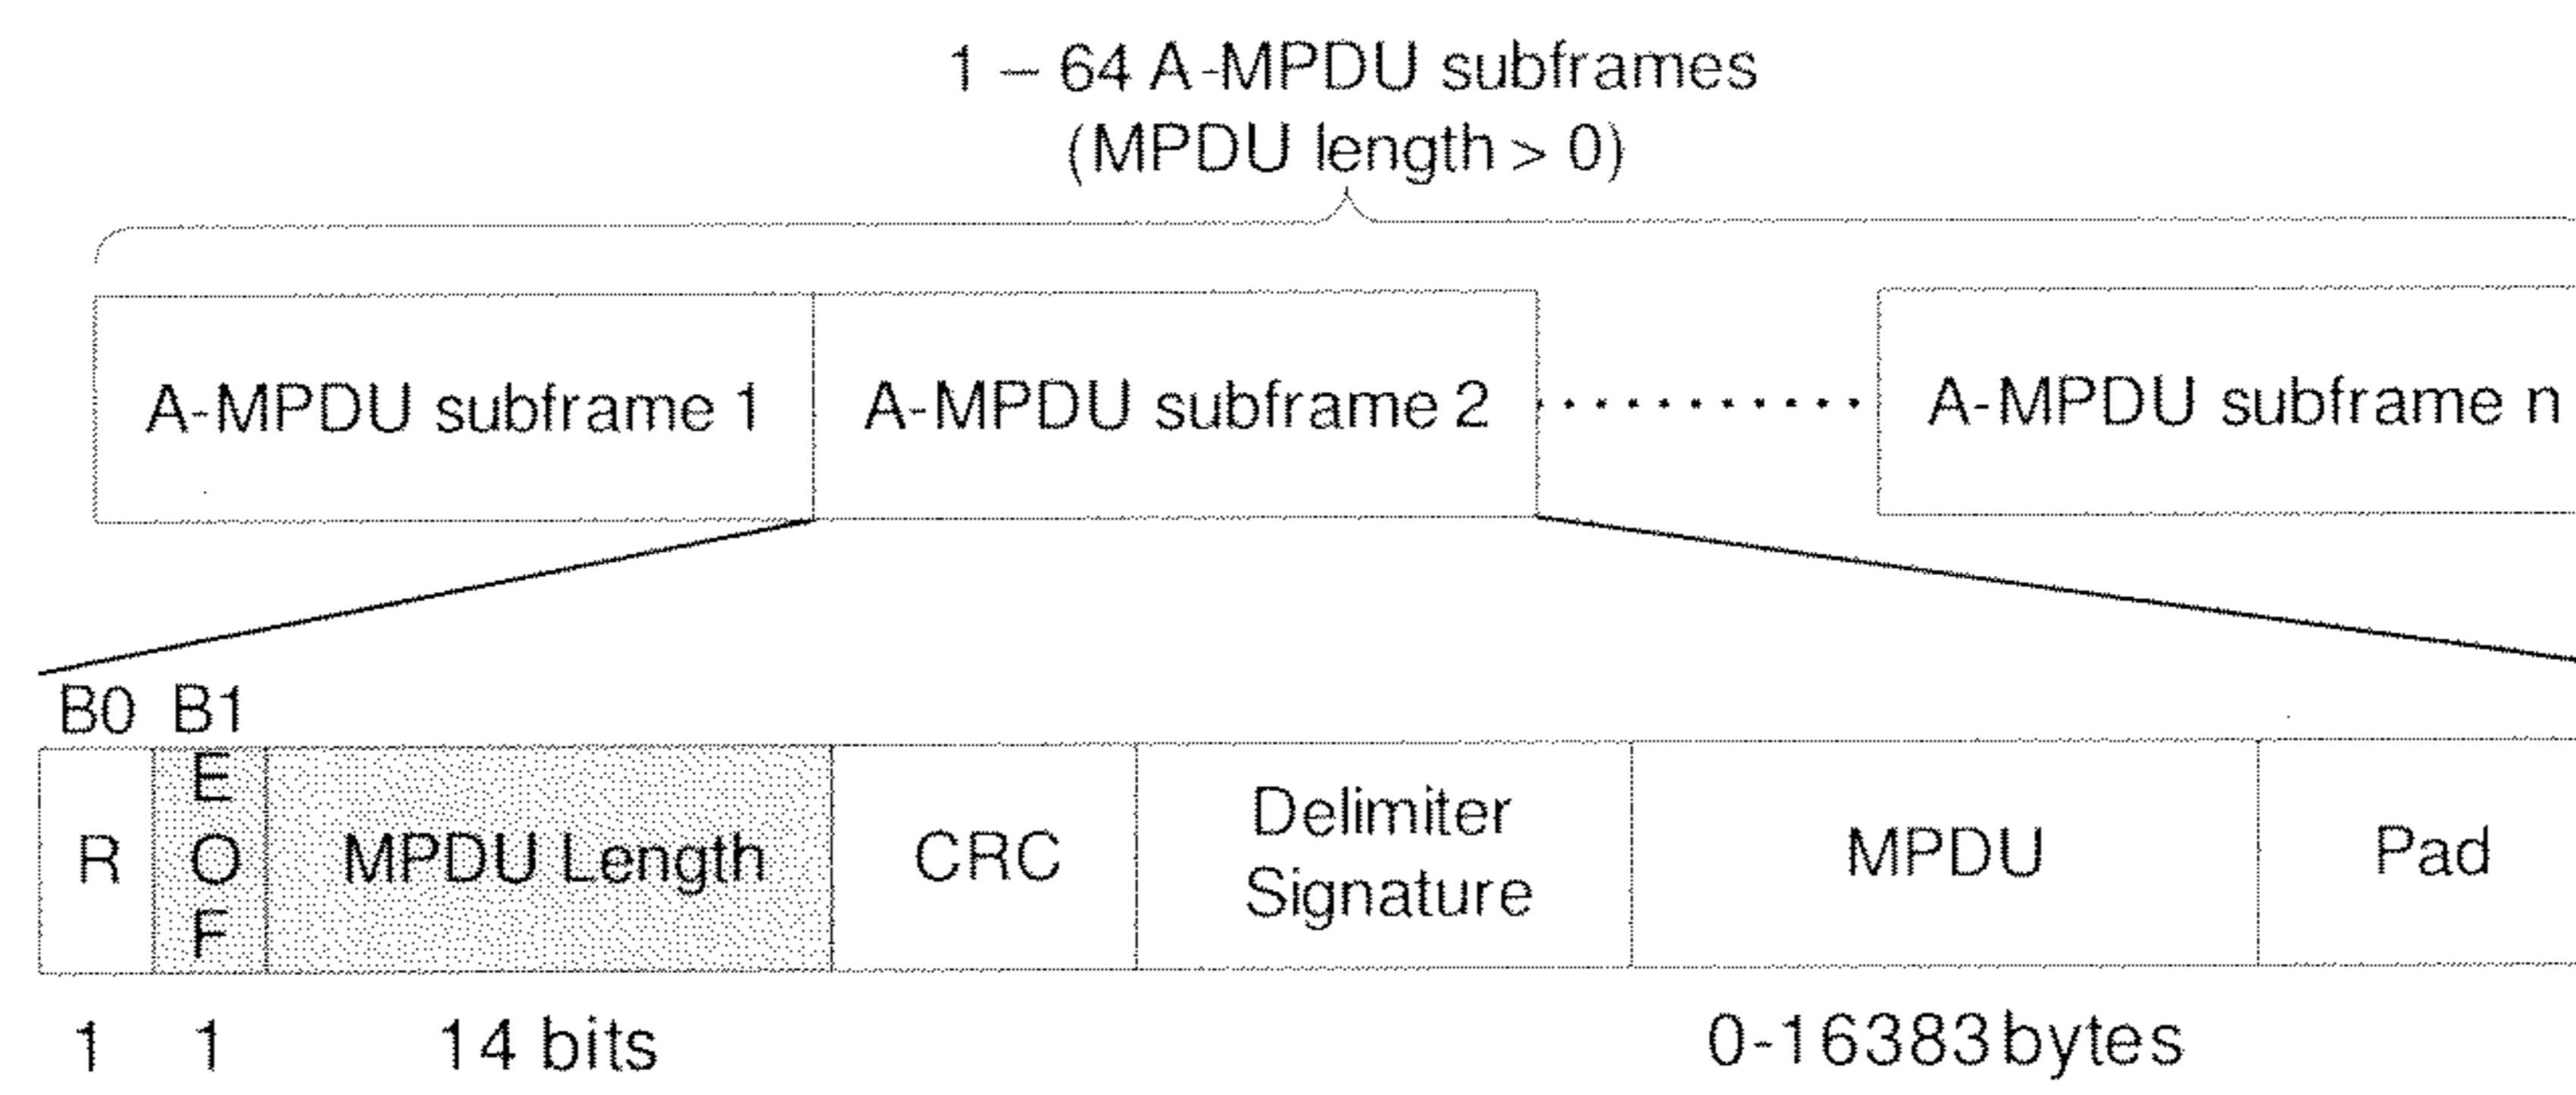 1 – 64 A-MPDU subframes
(MPDU length > 0)
A-MPDU subframe 1
A-MPDU subframe 2
A-MPDU subframe n
B0 B1
R
E
O
F
MPDU Length
CRC
Delimiter
Signature
MPDU
Pad
1 1 14 bits 0-16383 bytes